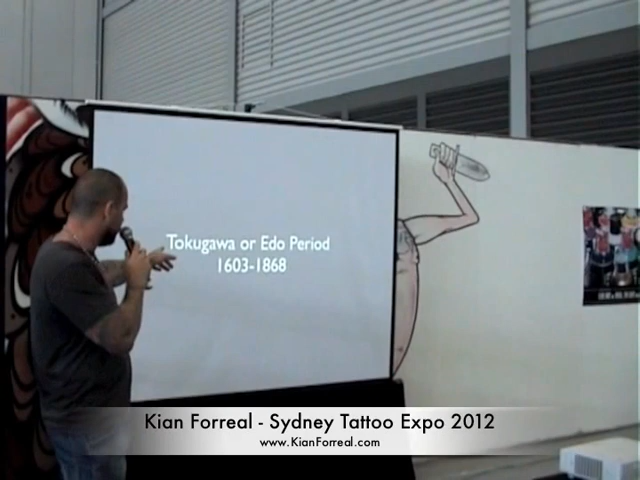 Tokugawa or Edo Period
1603-1868
Kian Forreal - Sydney Tattoo Expo 2012
www.KianForreal.com